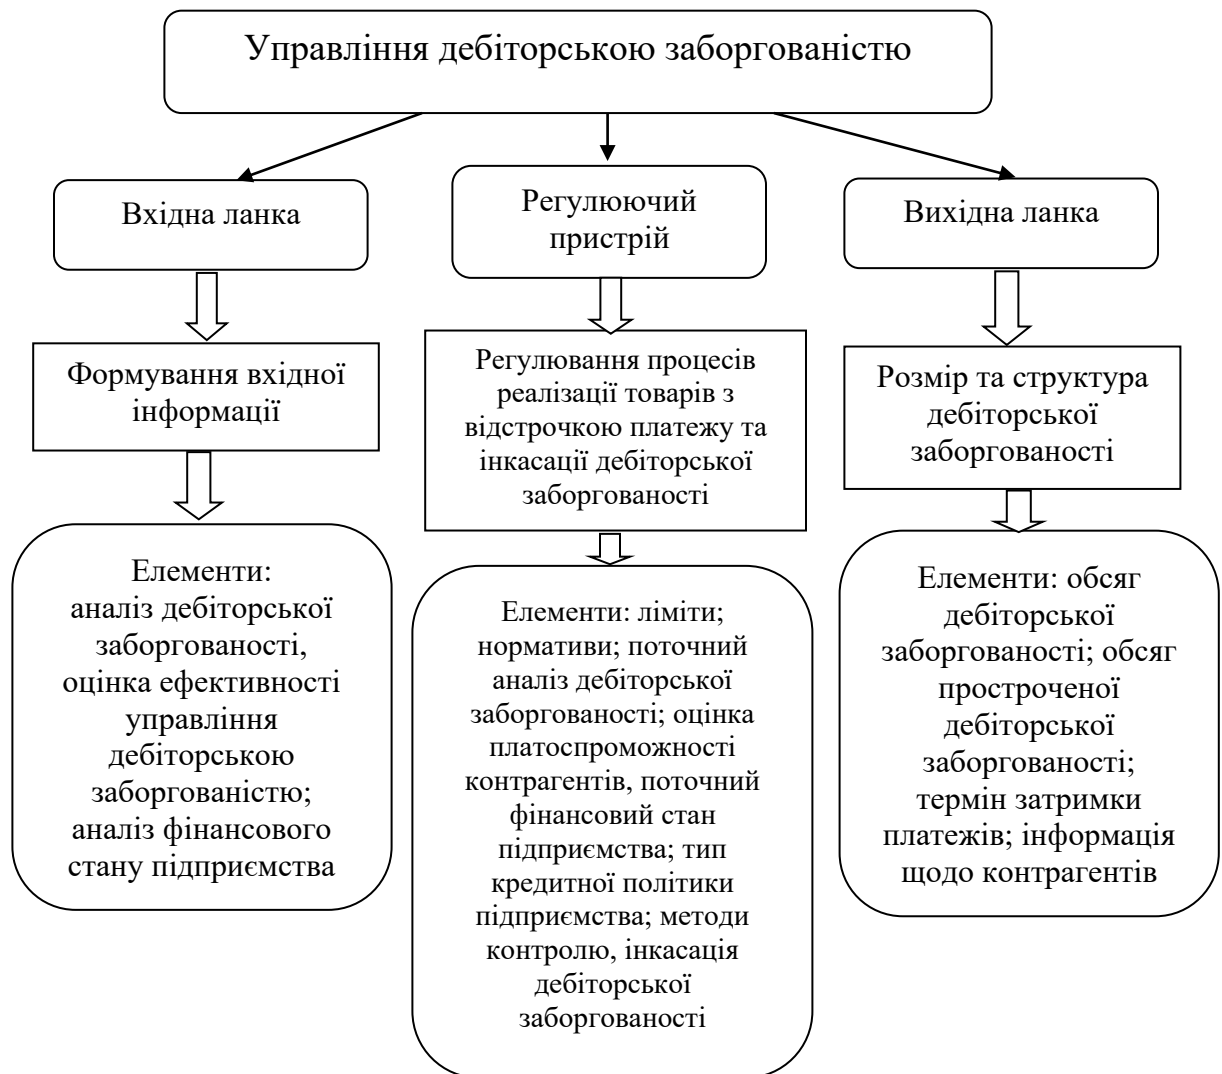 Управління дебіторською заборгованістю
Вхідна ланка
Регулюючий
пристрій
Вихідна ланка
Формування вхідної
інформації
Регулювання процесів
реалізації товарів з
відстрочкою платежу та
інкасації дебіторської
заборгованості
Розмір та структура
дебіторської
заборгованості
Елементи:
аналіз дебіторської
заборгованості,
оцінка ефективності
управління
дебіторською
заборгованістю;
аналіз фінансового
стану підприємства
Елементи: ліміти;
нормативи; поточний
аналіз дебіторської
заборгованості; оцінка
платоспроможності
контрагентів, поточний
фінансовий стан
підприємства; тип
кредитної політики
підприємства; методи
контролю, інкасація
дебіторської
заборгованості
Елементи: обсяг
дебіторської
заборгованості; обсяг
простроченої
дебіторської
заборгованості;
термін затримки
платежів; інформація
щодо контрагентів